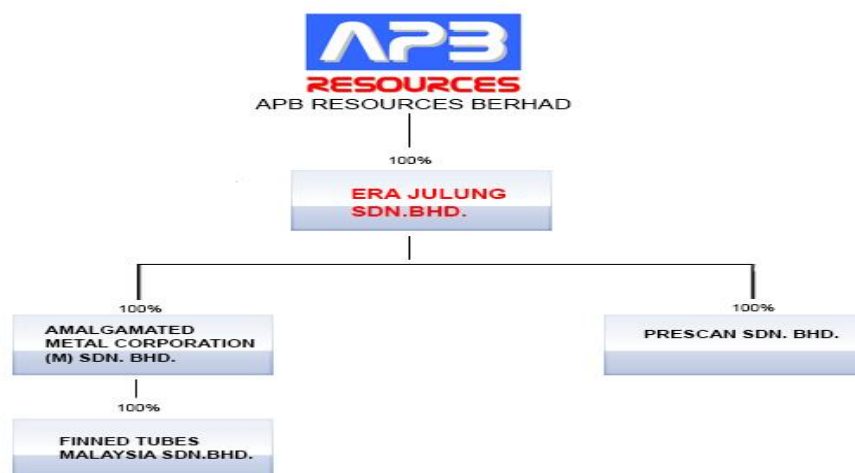 APB
RESOURCES
APB RESOURCES BERHAD
100%
ERA JULUNG
SDN.BHD.
100%
100%
AMALGAMATED
METAL CORPORATION
(M) SDN. BHD.
PRESCAN SDN. BHD.
100%
FINNED TUBES
MALAYSIA SDN.BHD.